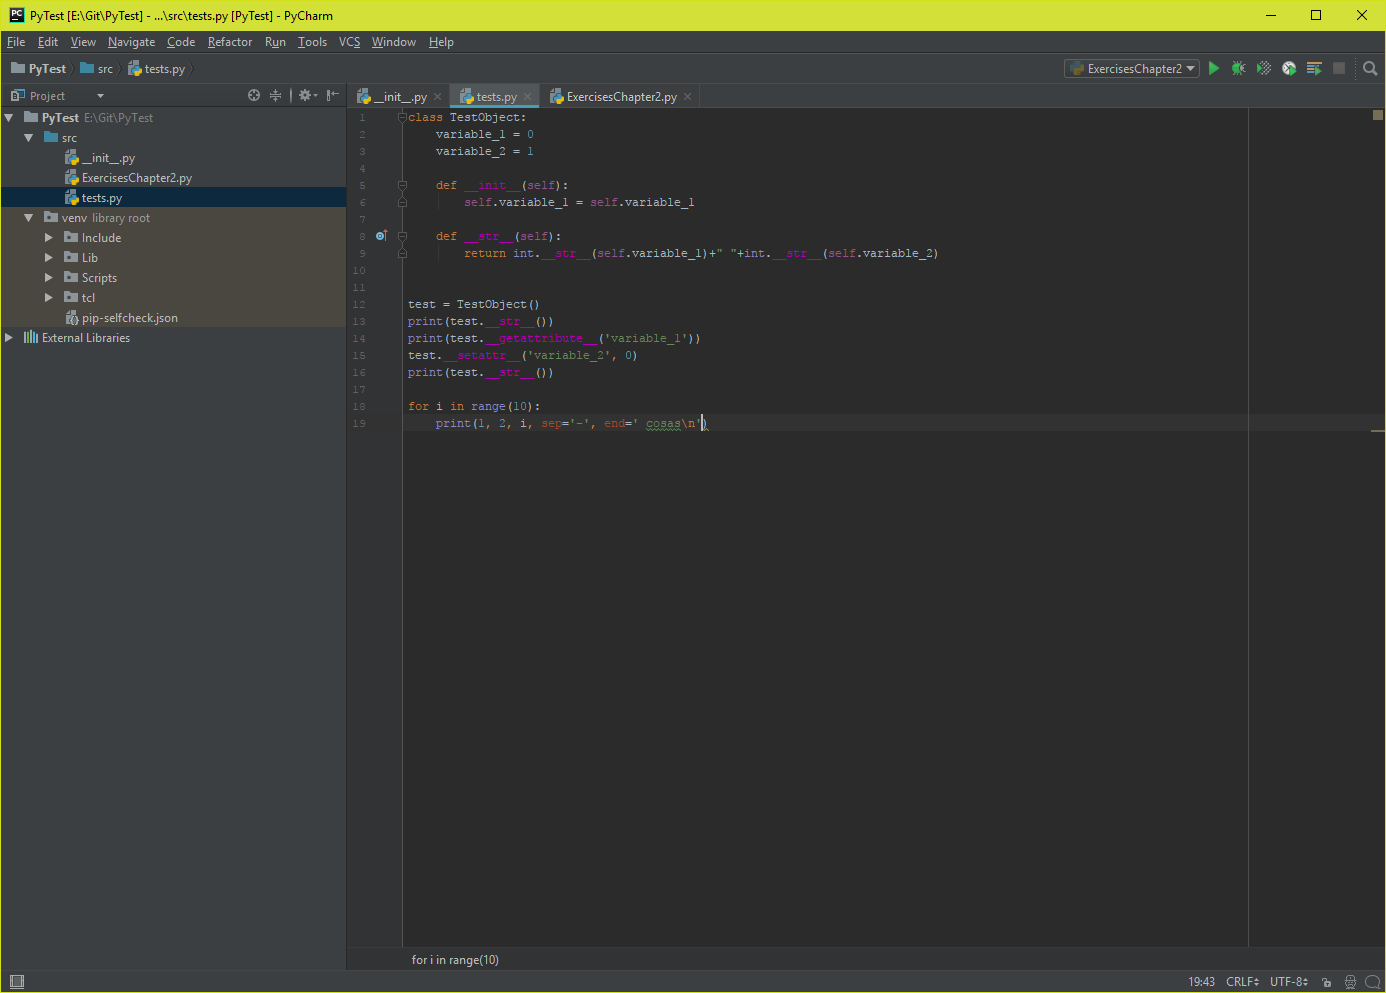 PyTest [E:\Git\PyTest] - ...\src\tests.py [PyTest] - PyCharm
File Edit View Navigate Code Refactor Run Tools VCS Window Help
PyTest src tests.py ExercisesChapter2
Project
__init__.py tests.py ExercisesChapter2.py
PyTest E:\Git\PyTest
src
__init__.py
ExercisesChapter2.py
tests.py
venv library root
Include
Lib
Scripts
tcl
pip-selfcheck.json
External Libraries
1 class TestObject:
2     variable_1 = 0
3     variable_2 = 1
4
5     def __init__(self):
6         self.variable_1 = self.variable_1
7
8     def __str__(self):
9         return int.__str__(self.variable_1)+" "+int.__str__(self.variable_2)
10
11
12 test = TestObject()
13 print(test.__str__())
14 print(test.__getattribute__('variable_1'))
15 test.__setattr__('variable_2', 0)
16 print(test.__str__())
17
18 for i in range(10):
19     print(1, 2, i, sep='-', end=' cosas\n')
for i in range(10)
19:43 CRLF UTF-8